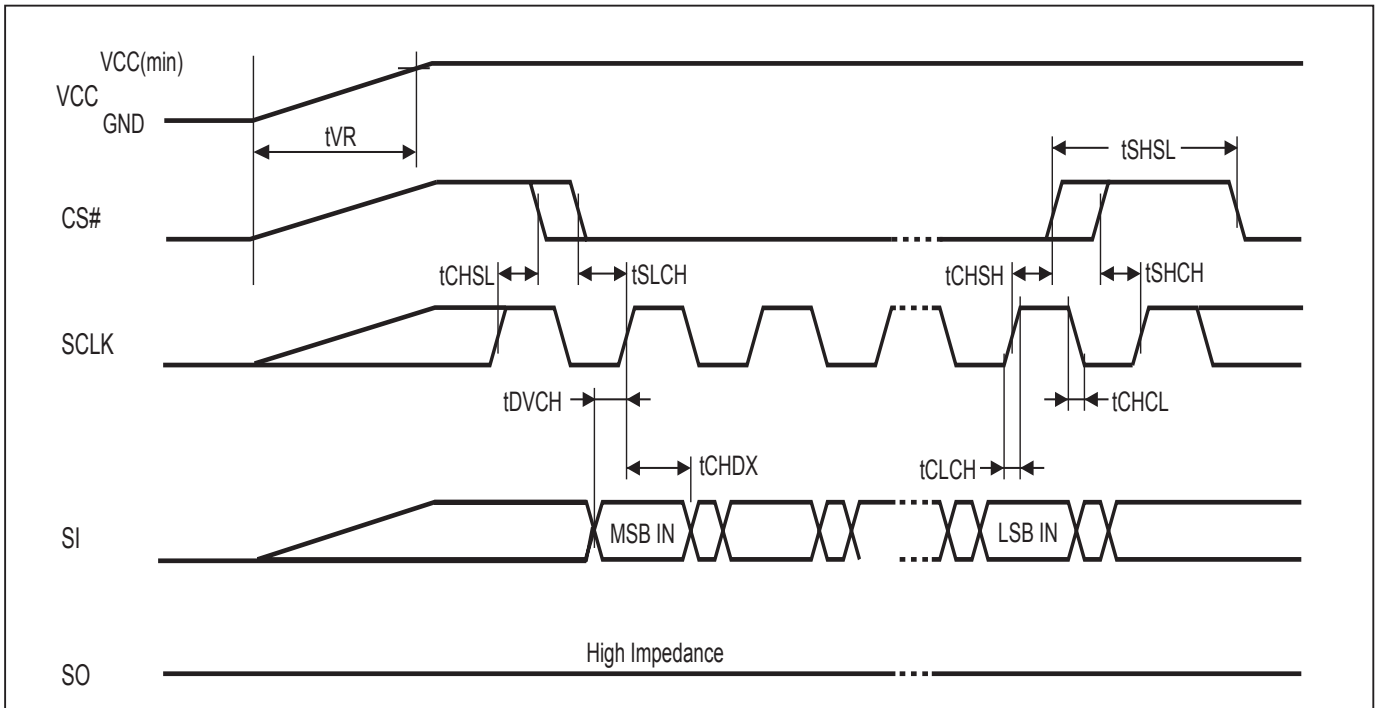 VCC(min)
VCC
GND
tVR
tSHSL
CS#
tCHSL
tSLCH
tCHSH
tSHCH
SCLK
tDVCH
tCHCL
tCHDX
tCLCH
SI
MSB IN
LSB IN
High Impedance
SO